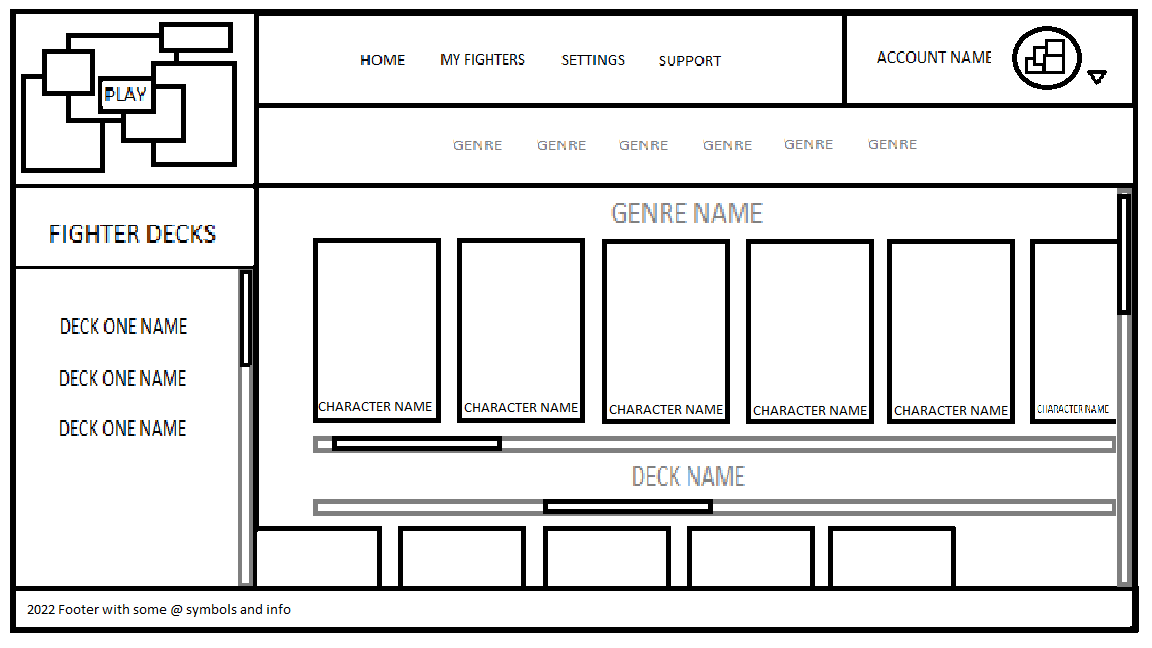 PLAY
HOME MY FIGHTERS SETTINGS SUPPORT
ACCOUNT NAME
GENRE GENRE GENRE GENRE GENRE GENRE
FIGHTER DECKS
DECK ONE NAME
DECK ONE NAME
DECK ONE NAME
GENRE NAME
CHARACTER NAME CHARACTER NAME CHARACTER NAME CHARACTER NAME CHARACTER NAME CHARACTER NAME
DECK NAME
2022 Footer with some @ symbols and info